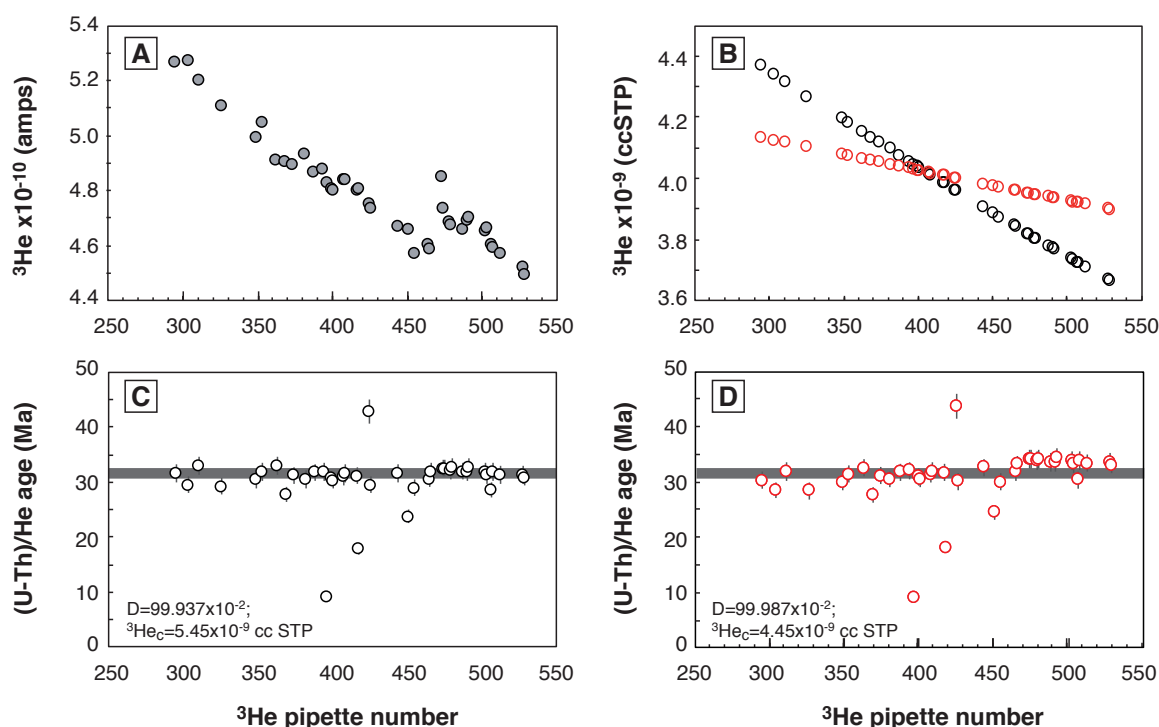 A
³He x10⁻¹⁰ (amps)
5.4
5.2
5.0
4.8
4.6
4.4
250 300 350 400 450 500 550
B
³He x10⁻⁹ (ccSTP)
4.4
4.2
4.0
3.8
3.6
250 300 350 400 450 500 550
C
(U-Th)/He age (Ma)
50
40
30
20
10
0
D=99.937x10⁻²;
³Hec=5.45x10⁻⁹ cc STP
250 300 350 400 450 500 550
³He pipette number
D
(U-Th)/He age (Ma)
50
40
30
20
10
0
D=99.987x10⁻²;
³Hec=4.45x10⁻⁹ cc STP
250 300 350 400 450 500 550
³He pipette number